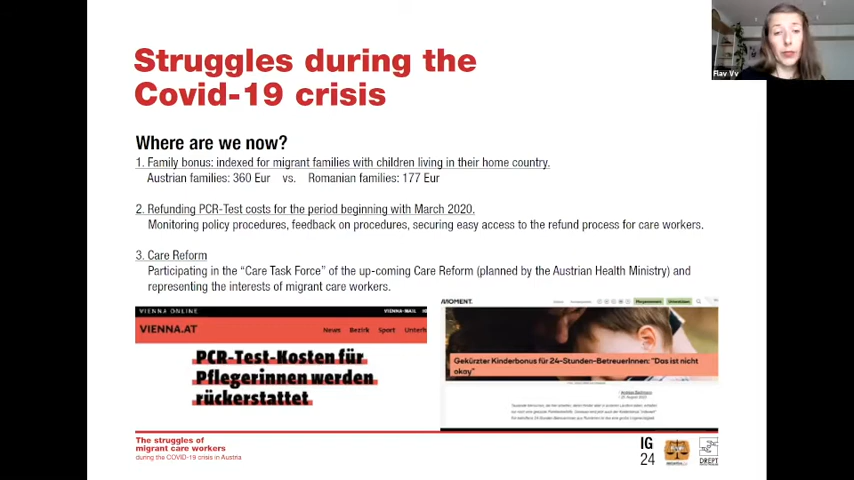 Struggles during the
Covid-19 crisis
Flav Vv
Where are we now?
1. Family bonus: indexed for migrant families with children living in their home country.
Austrian families: 360 Eur vs. Romanian families: 177 Eur
2. Refunding PCR-Test costs for the period beginning with March 2020.
Monitoring policy procedures, feedback on procedures, securing easy access to the refund process for care workers.
3. Care Reform
Participating in the “Care Task Force” of the up-coming Care Reform (planned by the Austrian Health Ministry) and
representing the interests of migrant care workers.
VIENNA ONLINE
VIENNA-MAIL
VIENNA.AT
News Bezirk Sport Unterh
PCR-Test-Kosten für
Pflegerinnen werden
rückerstattet
MOMENT.
Gekürzter Kinderbonus für 24-Stunden-BetreuerInnen: "Das ist nicht
okay"
The struggles of
migrant care workers
during the COVID-19 crisis in Austria
IG
24
DREPT